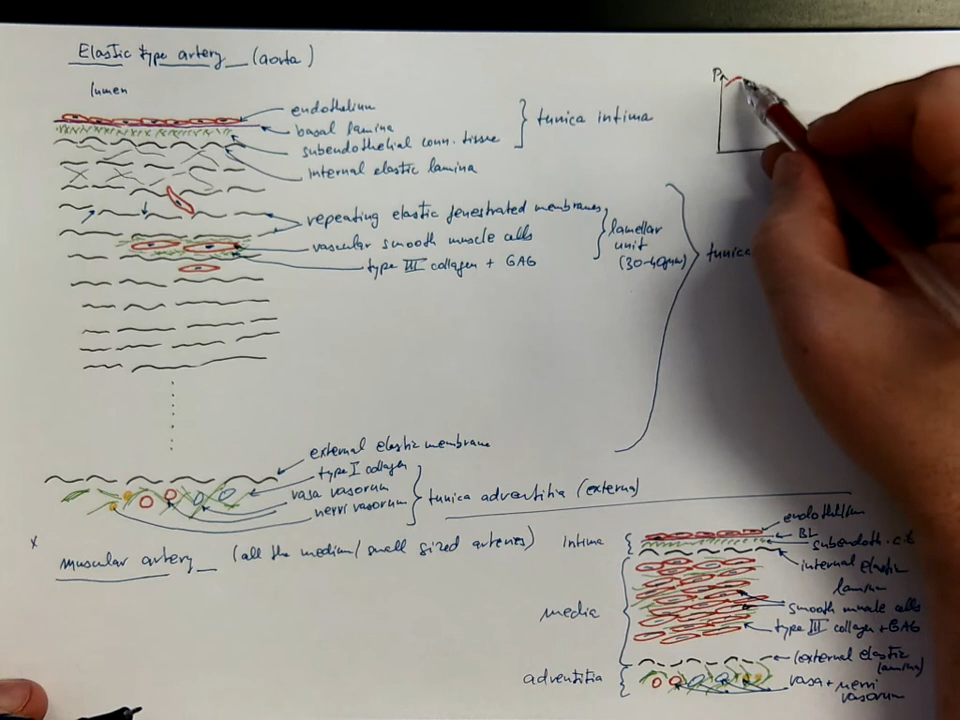 Elastic type artery (aorta)
lumen
P
endothelium
basal lamina
subendothelial conn. tissue
tunica intima
internal elastic lamina
repeating elastic fenestrated membranes
vascular smooth muscle cells
type III collagen + GAG
lamellar
unit
(30-40μm)
tunica
external elastic membrane
type I collagen
vasa vasorum
nervi vasorum
tunica adventitia (externa)
x
muscular artery (all the medium/small sized arteries)
intima
endothelium
BL
subendoth. c.t.
internal elastic
lamina
media
smooth muscle cells
type III collagen + GAG
adventitia
(external elastic
lamina)
vasa + nervi
vasorum